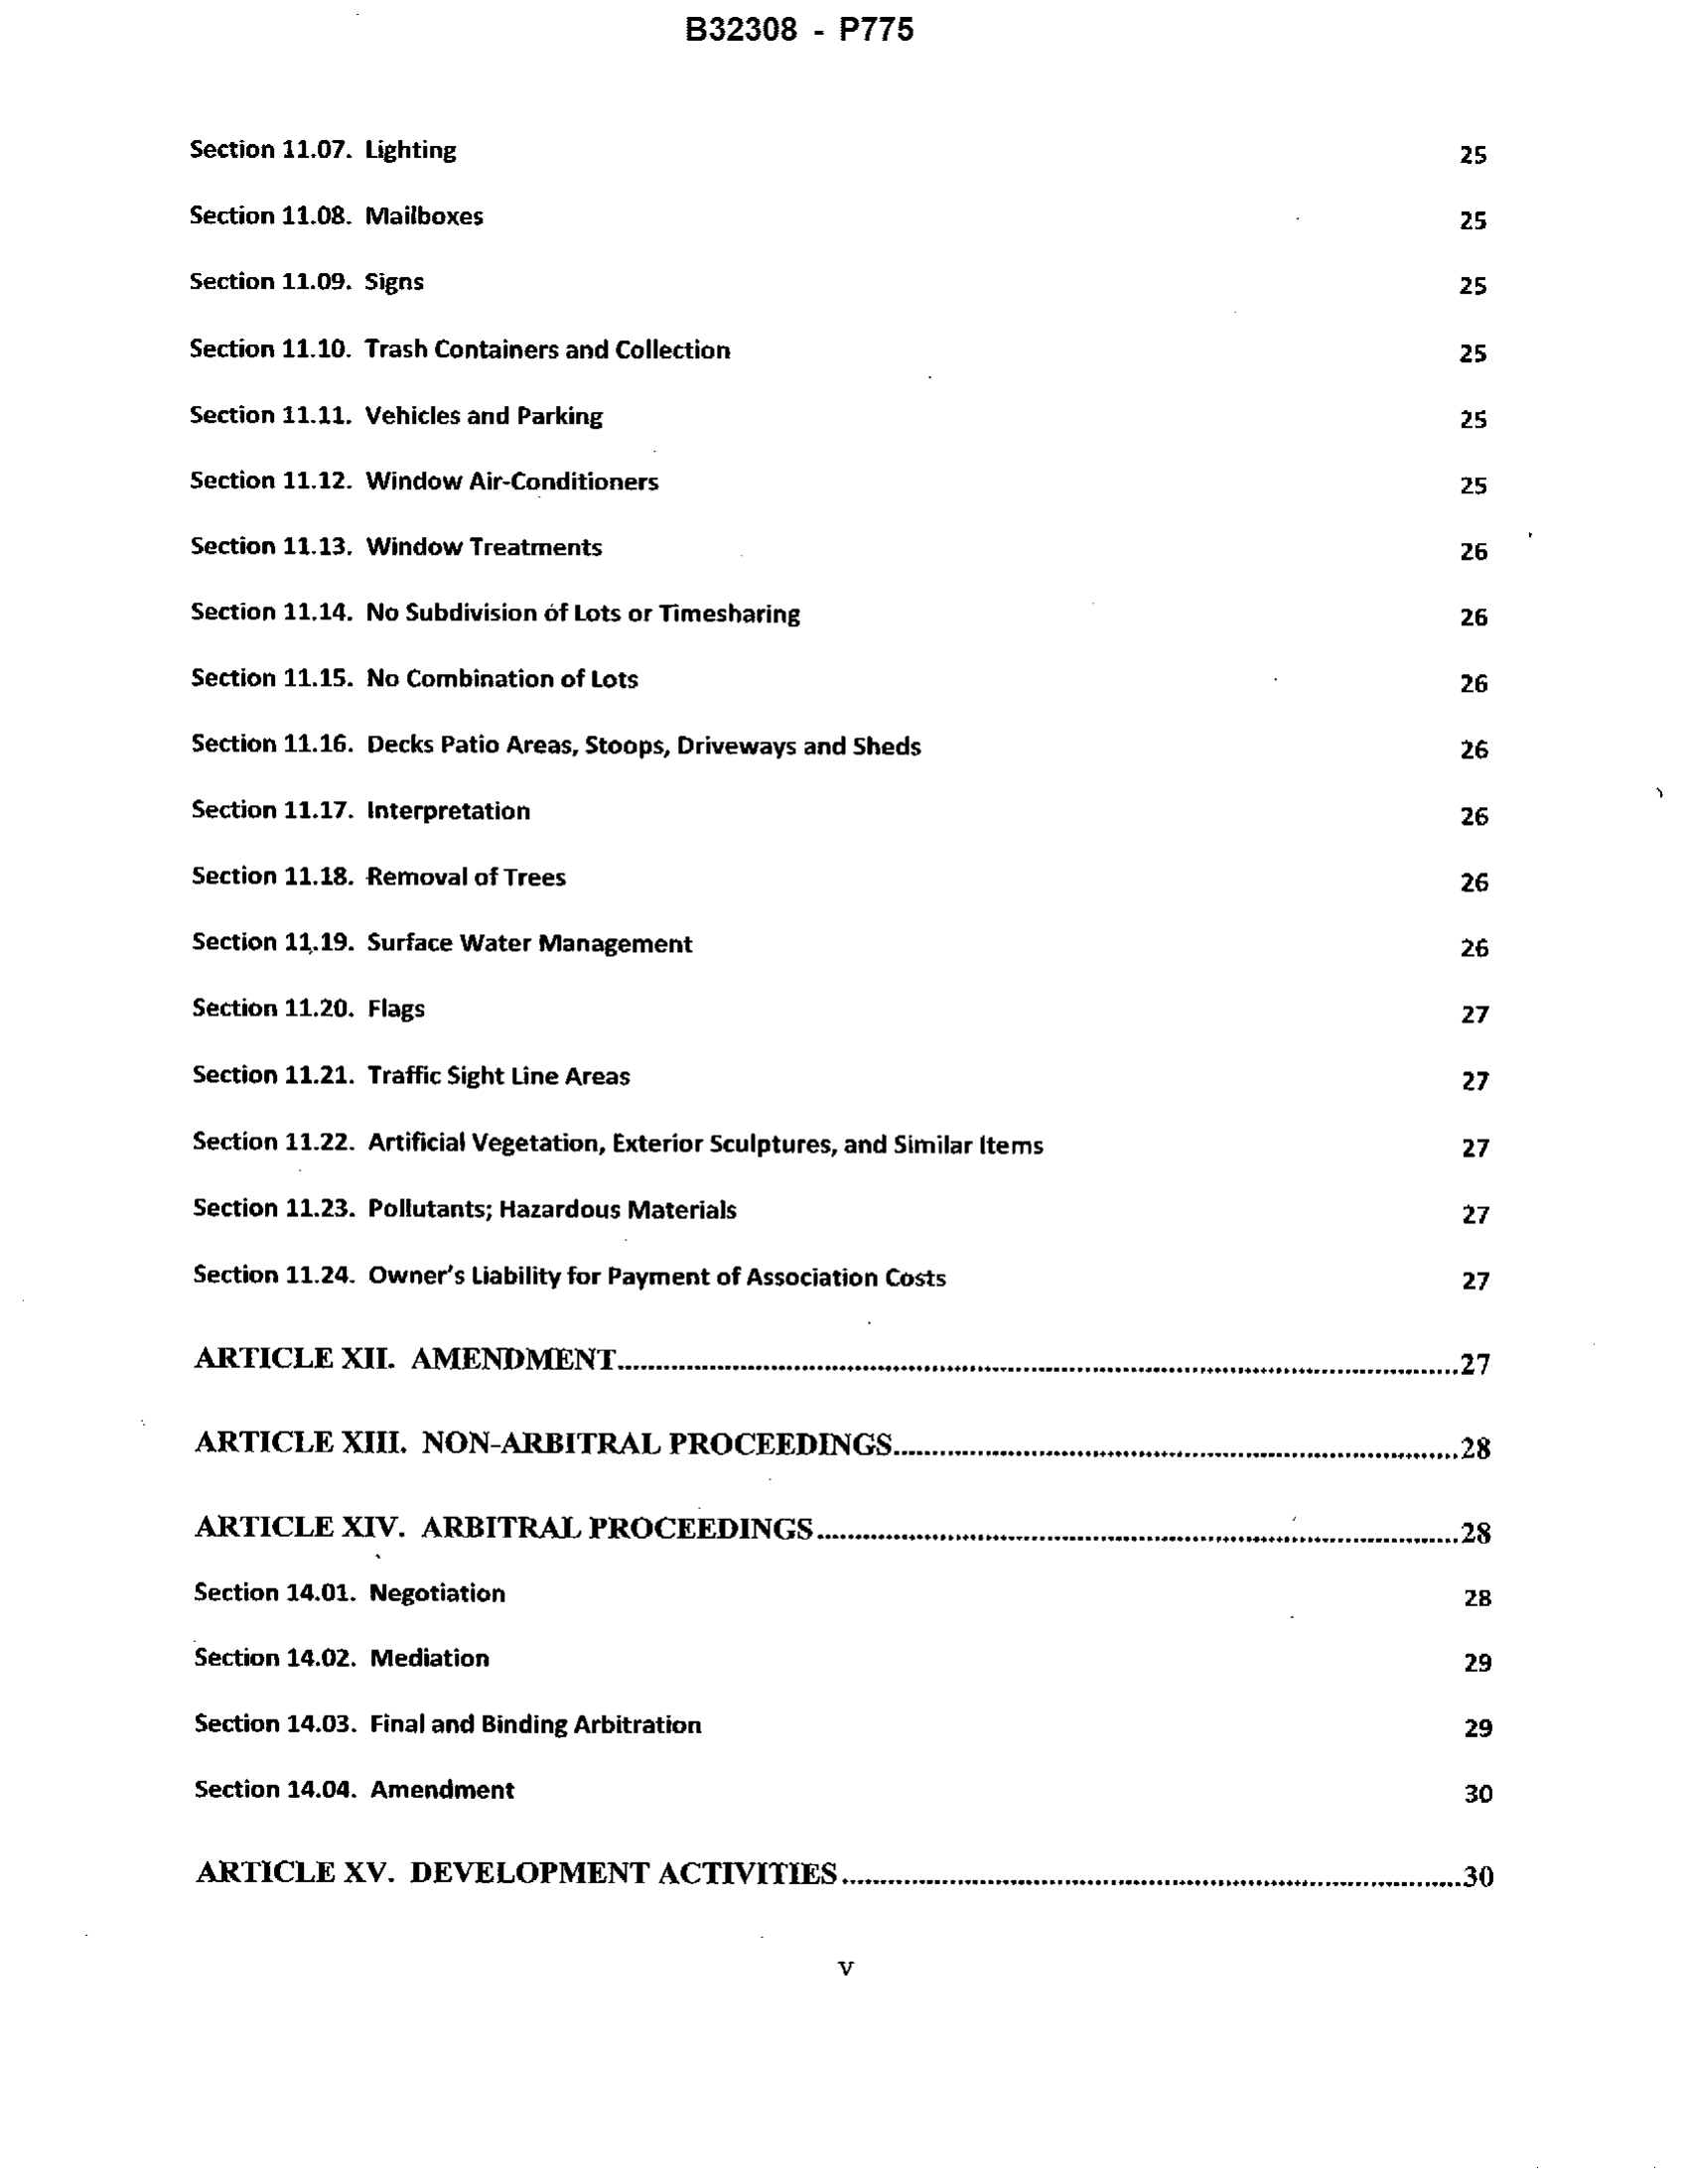 B32308 - P775
Section 11.07. Lighting 25
Section 11.08. Mailboxes 25
Section 11.09. Signs 25
Section 11.10. Trash Containers and Collection 25
Section 11.11. Vehicles and Parking 25
Section 11.12. Window Air-Conditioners 25
Section 11.13. Window Treatments 26
Section 11.14. No Subdivision of Lots or Timesharing 26
Section 11.15. No Combination of Lots 26
Section 11.16. Decks Patio Areas, Stoops, Driveways and Sheds 26
Section 11.17. Interpretation 26
Section 11.18. Removal of Trees 26
Section 11.19. Surface Water Management 26
Section 11.20. Flags 27
Section 11.21. Traffic Sight Line Areas 27
Section 11.22. Artificial Vegetation, Exterior Sculptures, and Similar Items 27
Section 11.23. Pollutants; Hazardous Materials 27
Section 11.24. Owner's Liability for Payment of Association Costs 27
ARTICLE XII. AMENDMENT....................27
ARTICLE XIII. NON-ARBITRAL PROCEEDINGS....................28
ARTICLE XIV. ARBITRAL PROCEEDINGS....................28
Section 14.01. Negotiation 28
Section 14.02. Mediation 29
Section 14.03. Final and Binding Arbitration 29
Section 14.04. Amendment 30
ARTICLE XV. DEVELOPMENT ACTIVITIES....................30
v